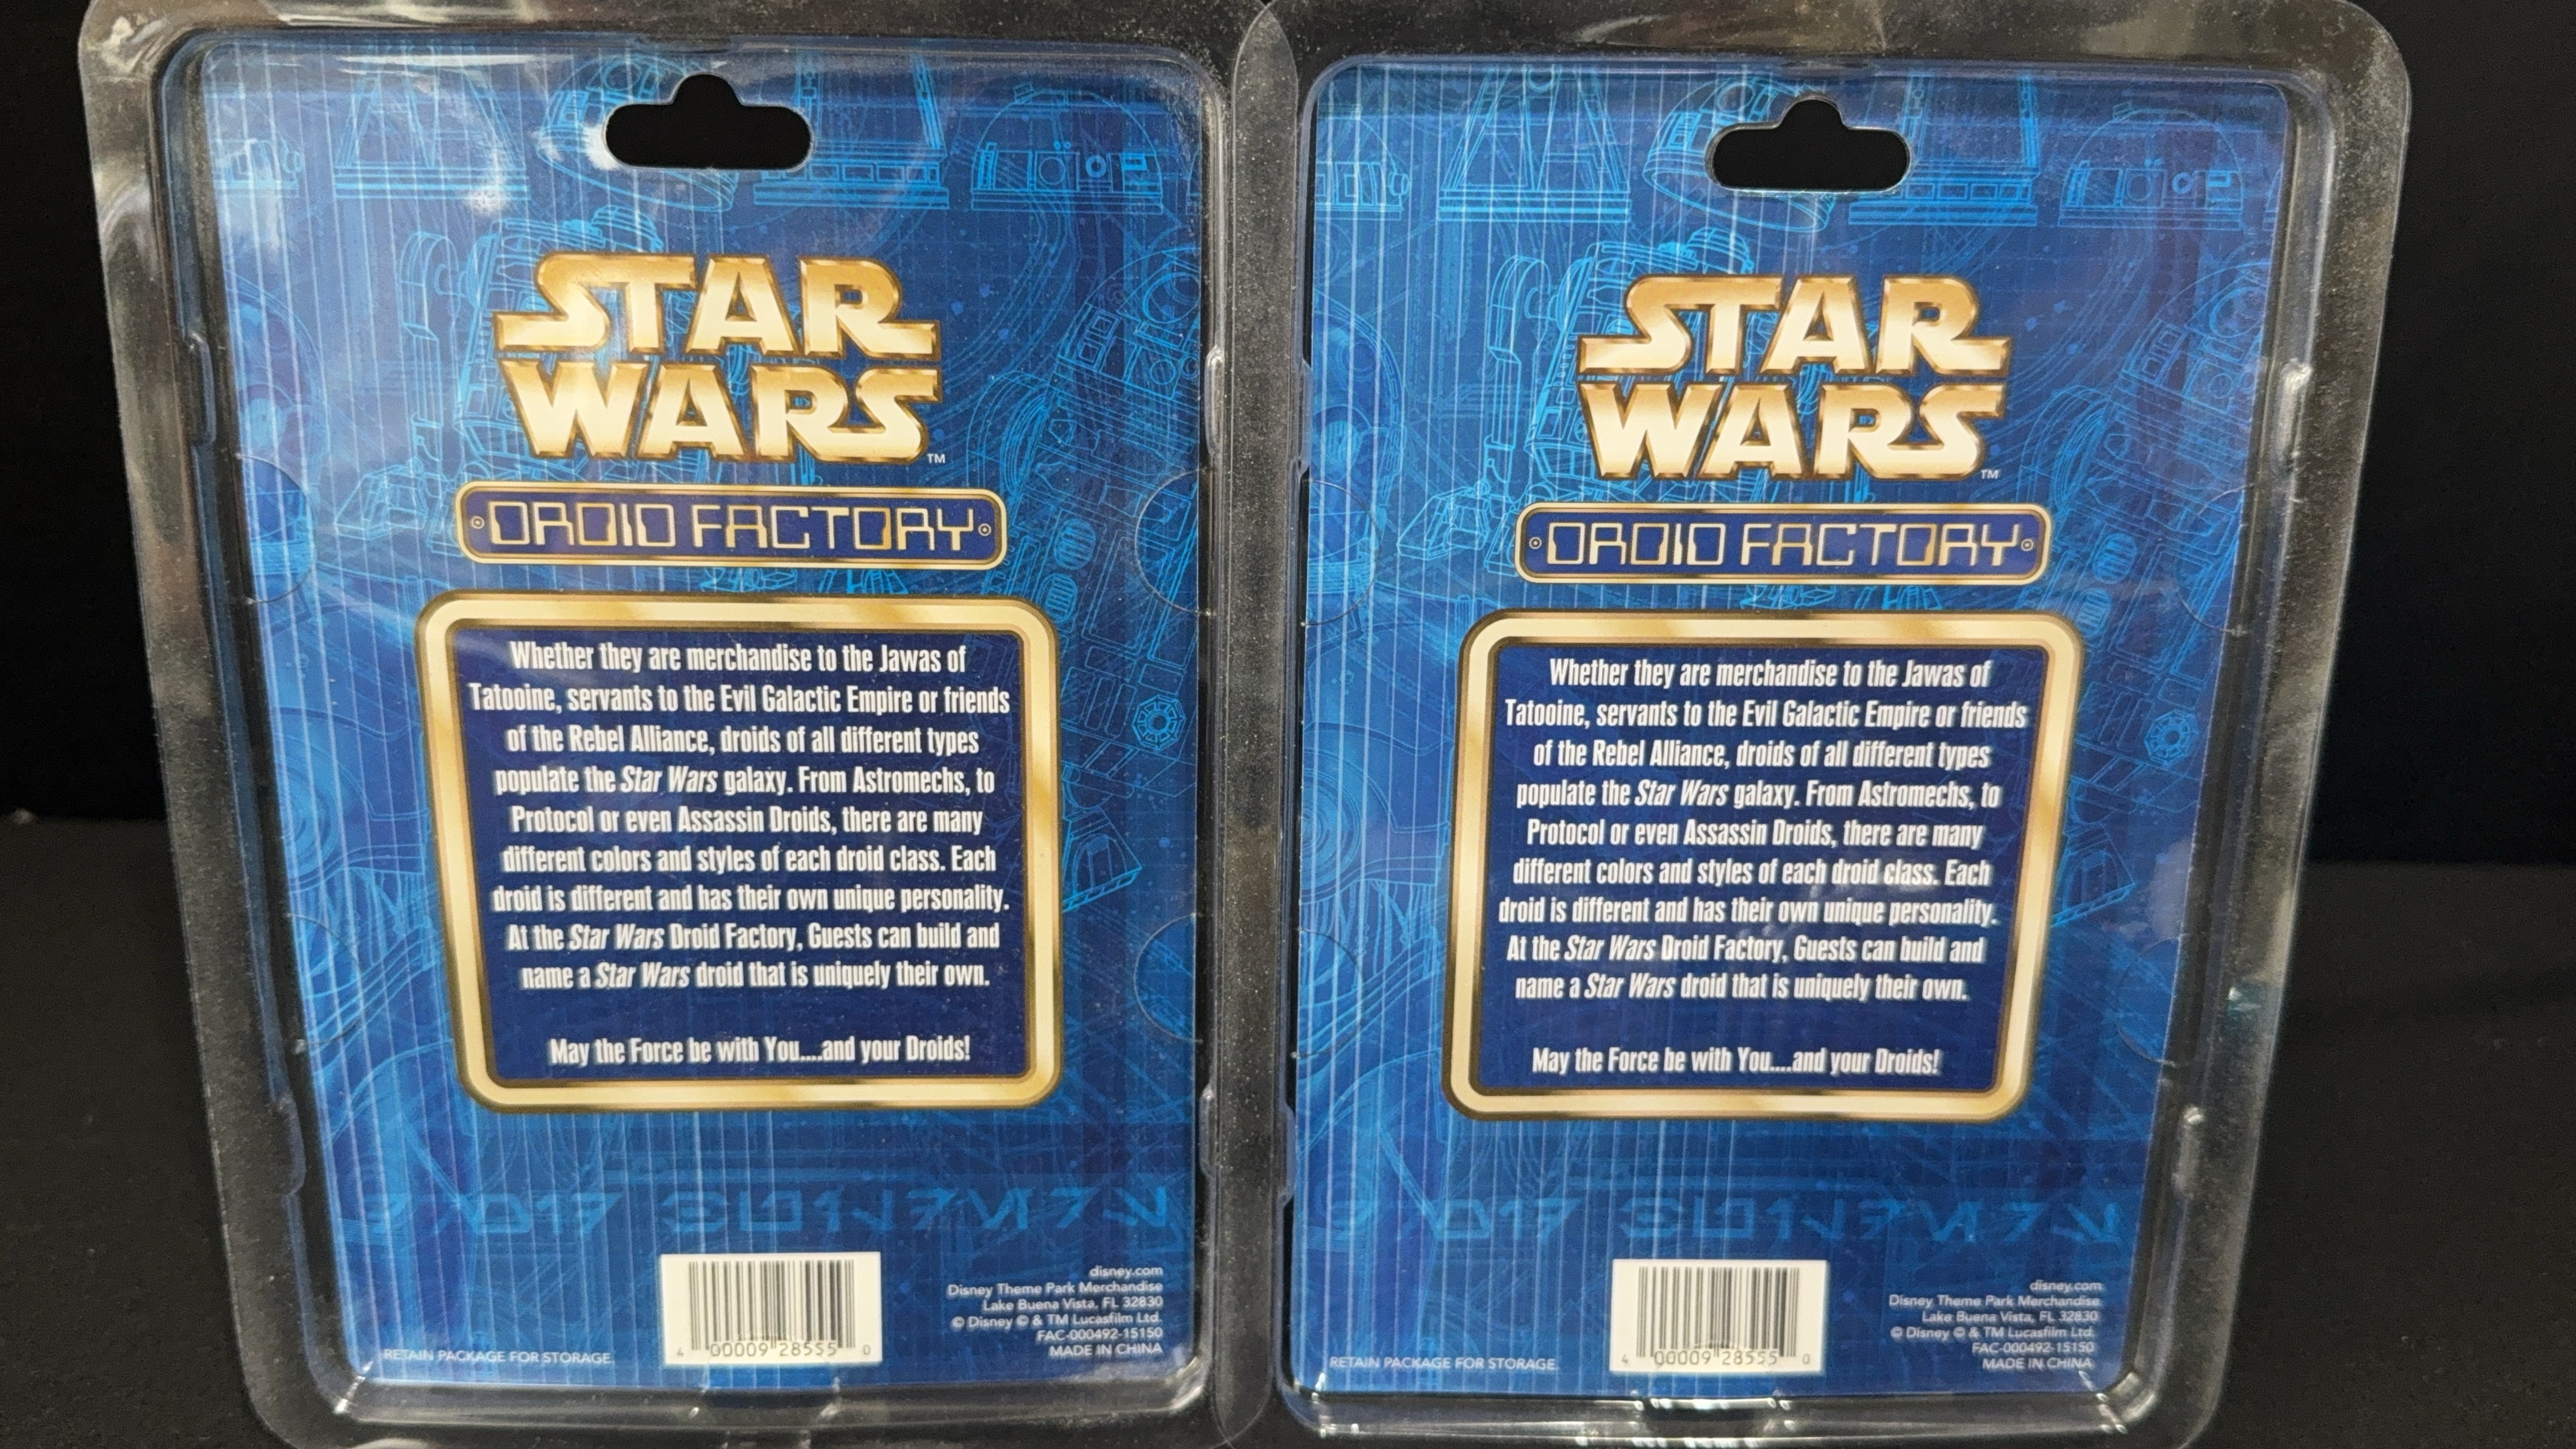 STAR
WARS
TM
DROID FACTORY
Whether they are merchandise to the Jawas of
Tatooine, servants to the Evil Galactic Empire or friends
of the Rebel Alliance, droids of all different types
populate the Star Wars galaxy. From Astromechs, to
Protocol or even Assassin Droids, there are many
different colors and styles of each droid class. Each
droid is different and has their own unique personality.
At the Star Wars Droid Factory, Guests can build and
name a Star Wars droid that is uniquely their own.
May the Force be with You....and your Droids!
RETAIN PACKAGE FOR STORAGE.
4 00009 28555 0
disney.com
Disney Theme Park Merchandise
Lake Buena Vista, FL 32830
© Disney © & TM Lucasfilm Ltd.
FAC-000492-15150
MADE IN CHINA
STAR
WARS
TM
DROID FACTORY
Whether they are merchandise to the Jawas of
Tatooine, servants to the Evil Galactic Empire or friends
of the Rebel Alliance, droids of all different types
populate the Star Wars galaxy. From Astromechs, to
Protocol or even Assassin Droids, there are many
different colors and styles of each droid class. Each
droid is different and has their own unique personality.
At the Star Wars Droid Factory, Guests can build and
name a Star Wars droid that is uniquely their own.
May the Force be with You....and your Droids!
RETAIN PACKAGE FOR STORAGE.
4 00009 28555 0
disney.com
Disney Theme Park Merchandise
Lake Buena Vista, FL 32830
© Disney © & TM Lucasfilm Ltd.
FAC-000492-15150
MADE IN CHINA